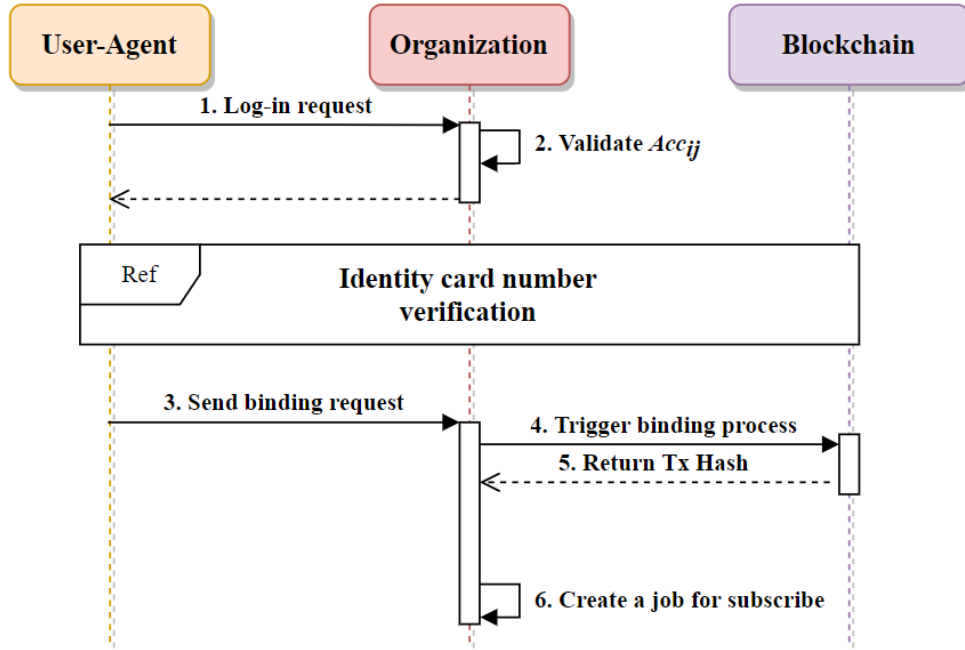 User-Agent
Organization
Blockchain
1. Log-in request
2. Validate Accij
Ref
Identity card number
verification
3. Send binding request
4. Trigger binding process
5. Return Tx Hash
6. Create a job for subscribe